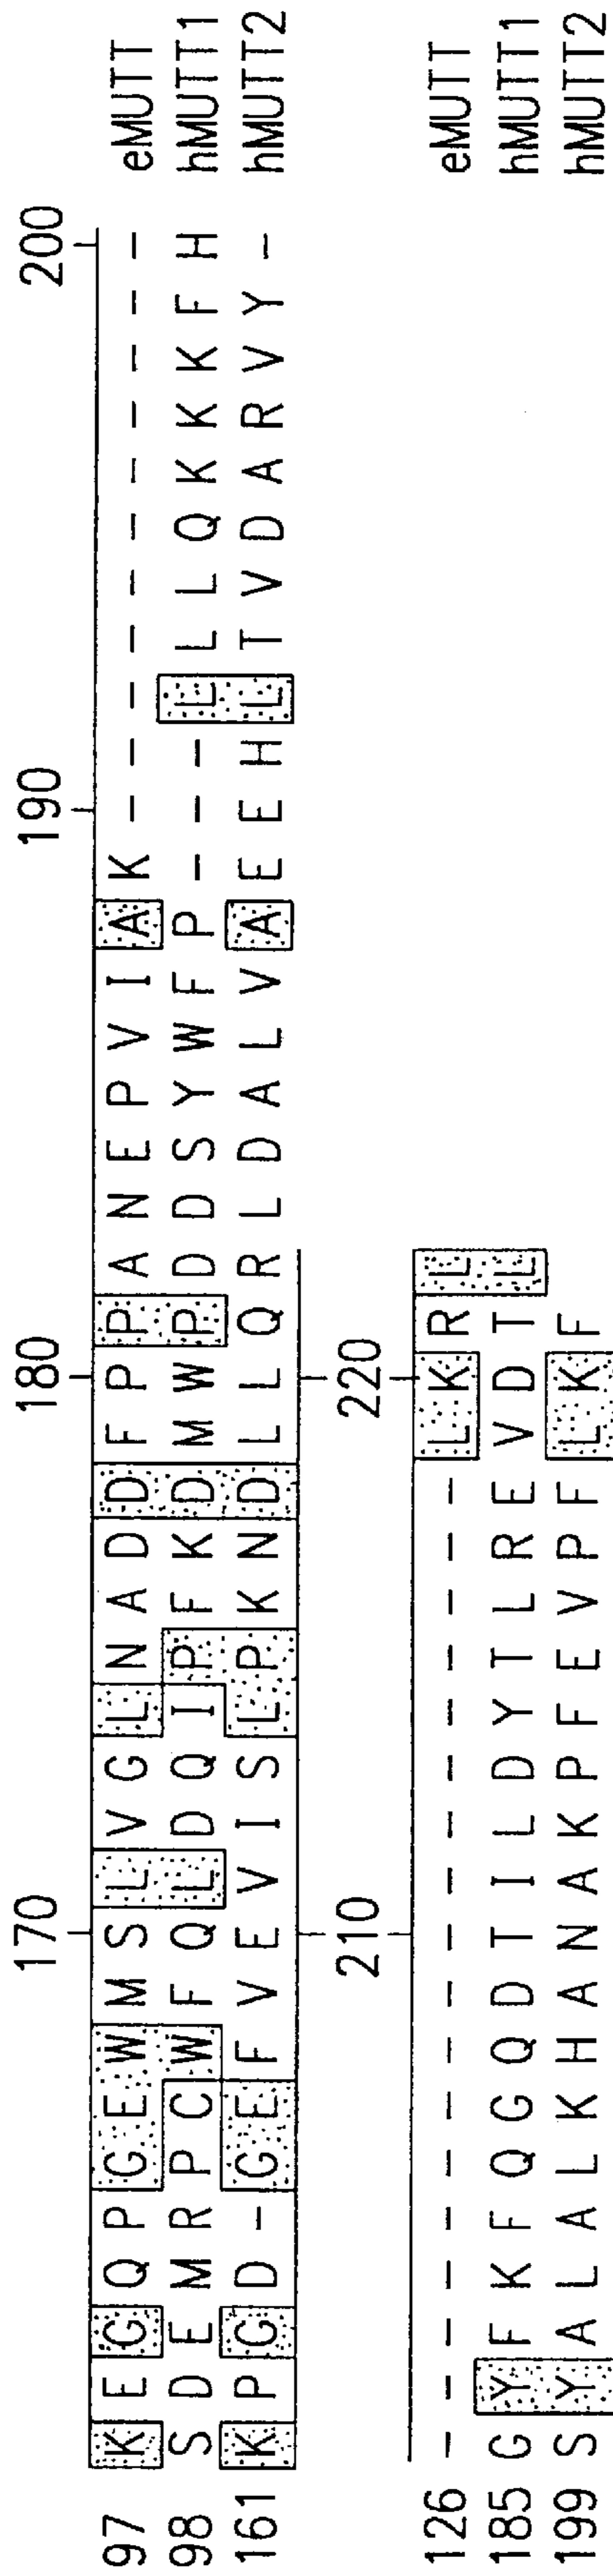 170 180 190 200
97 K E G Q P G E W M S L V G L N A D D F P P A N E P V I A K - - - - - - - - - - - eMUTT
98 S D E M R P C W F Q L D Q I P F K D M W P D D S Y W F P - - - L L L Q K K K F H hMUTT1
161 K P G D - G E F V E V I S L P K N D L L Q R L D A L V A E E H L T V D A R V Y - hMUTT2
210 220
126 - - - - - - - - - - - - - - - - - - L K R L eMUTT
185 G Y F K F Q G Q D T I L D Y T L R E V D T L hMUTT1
199 S Y A L A L K H A N A K P F E V P F L K F hMUTT2